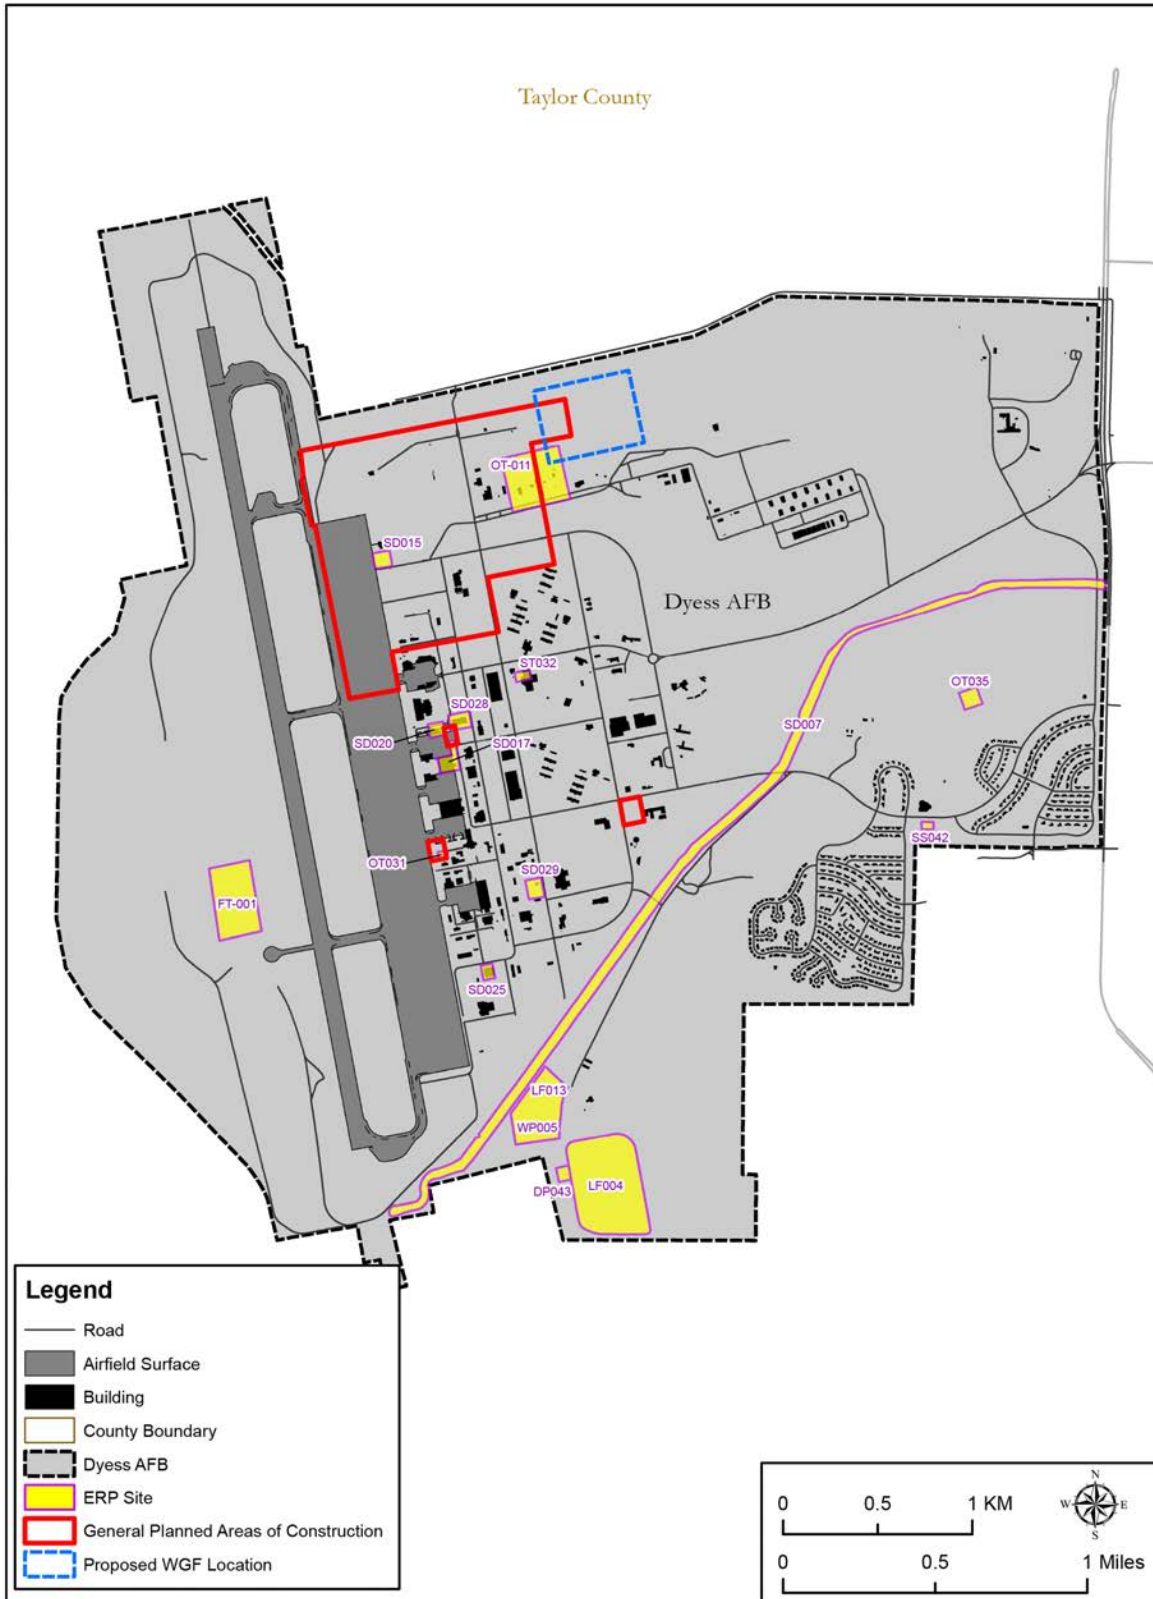 Taylor County
OT-011
SD015
Dyess AFB
ST032
OT035
SD028
SD007
SD020
SD017
SS042
OT031
SD029
FT-001
SD025
LF013
WP005
DP043
LF004
Legend
Road
Airfield Surface
Building
County Boundary
Dyess AFB
ERP Site
General Planned Areas of Construction
Proposed WGF Location
N
W
E
S
0 0.5 1 KM
0 0.5 1 Miles